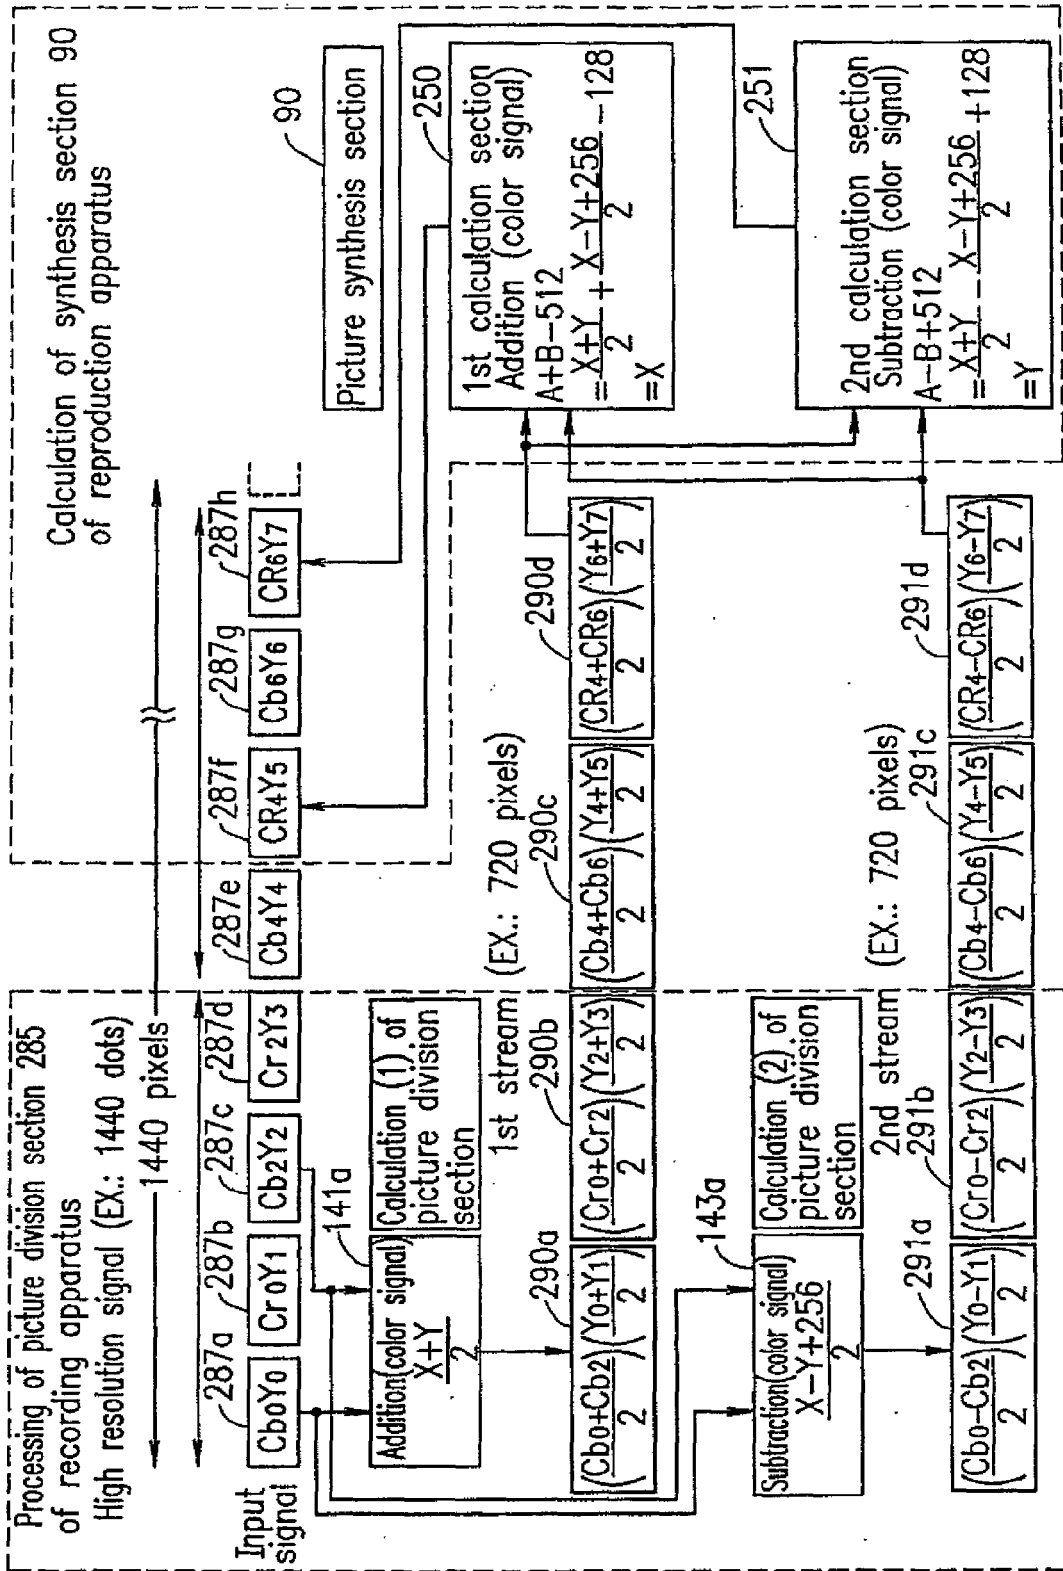 Processing of picture division section 285
of recording apparatus
High resolution signal (EX.: 1440 dots)
1440 pixels
Calculation of synthesis section 90
of reproduction apparatus
287a
287b
287c
287d
287e
287f
287g
287h
Input
signal
Cb0Y0
Cr0Y1
Cb2Y2
Cr2Y3
Cb4Y4
CR4Y5
Cb6Y6
CR6Y7
90
Picture synthesis section
141a
Addition(color signal)
X+Y
2
Calculation (1) of
picture division
section
250
1st calculation section
Addition (color signal)
A+B−512
=X+Y/2 + X−Y+256/2 −128
=X
1st stream
(EX.: 720 pixels)
290a
290b
290c
290d
(Cb0+Cb2/2)(Y0+Y1/2)
(Cr0+Cr2/2)(Y2+Y3/2)
(Cb4+Cb6/2)(Y4+Y5/2)
(CR4+CR6/2)(Y6+Y7/2)
143a
Subtraction(color signal)
X−Y+256
2
Calculation (2) of
picture division
section
251
2nd calculation section
Subtraction (color signal)
A−B+512
=X+Y/2 − X−Y+256/2 +128
=Y
2nd stream
(EX.: 720 pixels)
291a
291b
291c
291d
(Cb0−Cb2/2)(Y0−Y1/2)
(Cr0−Cr2/2)(Y2−Y3/2)
(Cb4−Cb6/2)(Y4−Y5/2)
(CR4−CR6/2)(Y6−Y7/2)